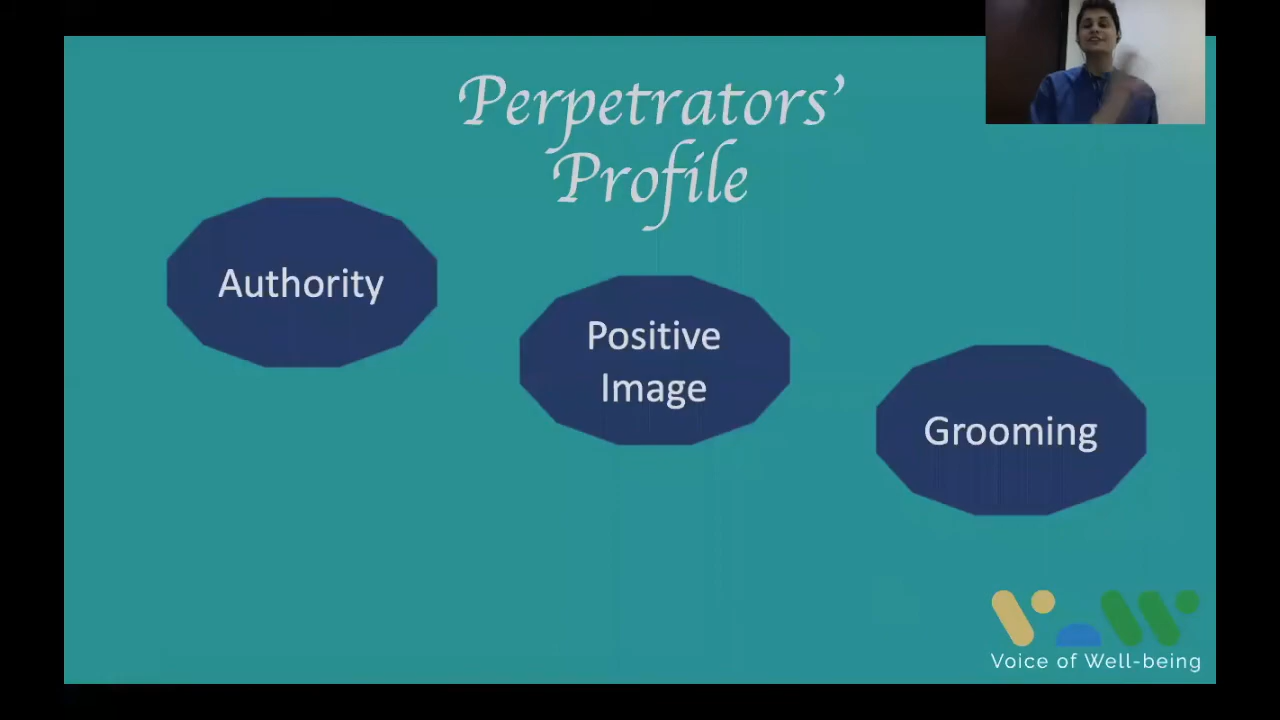 Perpetrators’
Profile
Authority
Positive
Image
Grooming
Voice of Well-being